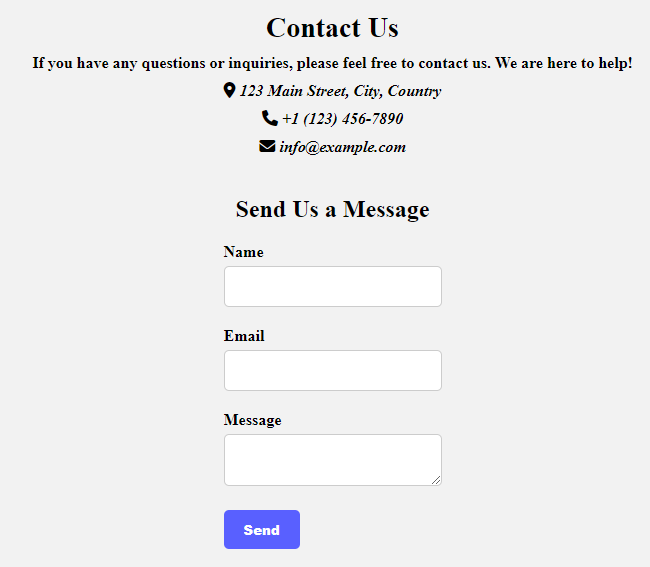 Contact Us
If you have any questions or inquiries, please feel free to contact us. We are here to help!
123 Main Street, City, Country
+1 (123) 456-7890
info@example.com
Send Us a Message
Name
Email
Message
Send